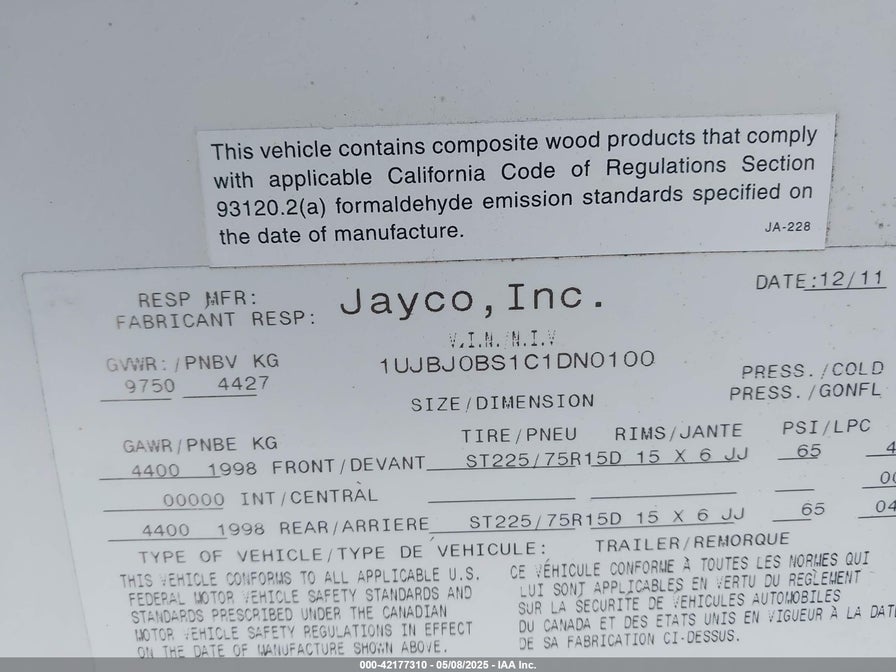 This vehicle contains composite wood products that comply
with applicable California Code of Regulations Section
93120.2(a) formaldehyde emission standards specified on
the date of manufacture.
JA-228
RESP MFR:
FABRICANT RESP:
Jayco,Inc.
DATE:12/11
V.I.N./N.I.V
1UJBJ0BS1C1DN0100
GVWR:/PNBV KG
9750 4427
PRESS./COLD
PRESS./GONFL
SIZE/DIMENSION
GAWR/PNBE KG TIRE/PNEU RIMS/JANTE PSI/LPC
4400 1998 FRONT/DEVANT ST225/75R15D 15 X 6 JJ 65 4
00000 INT/CENTRAL 00
4400 1998 REAR/ARRIERE ST225/75R15D 15 X 6 JJ 65 04
TYPE OF VEHICLE/TYPE DE VEHICULE: TRAILER/REMORQUE
THIS VEHICLE CONFORMS TO ALL APPLICABLE U.S.
FEDERAL MOTOR VEHICLE SAFETY STANDARDS AND
STANDARDS PRESCRIBED UNDER THE CANADIAN
MOTOR VEHICLE SAFETY REGULATIONS IN EFFECT
ON THE DATE OF MANUFACTURE SHOWN ABOVE.
CE VÉHICULE CONFORME À TOUTES LES NORMES QUI
LUI SONT APPLICABLES EN VERTU DU REGLEMENT
SUR LA SECURITE DE VEHICULES AUTOMOBILES
DU CANADA ET DES ETATS UNIS EN VIGUEUR À LA DATE
DE SA FABRICATION CI-DESSUS.
000-42177310 - 05/08/2025 - IAA Inc.